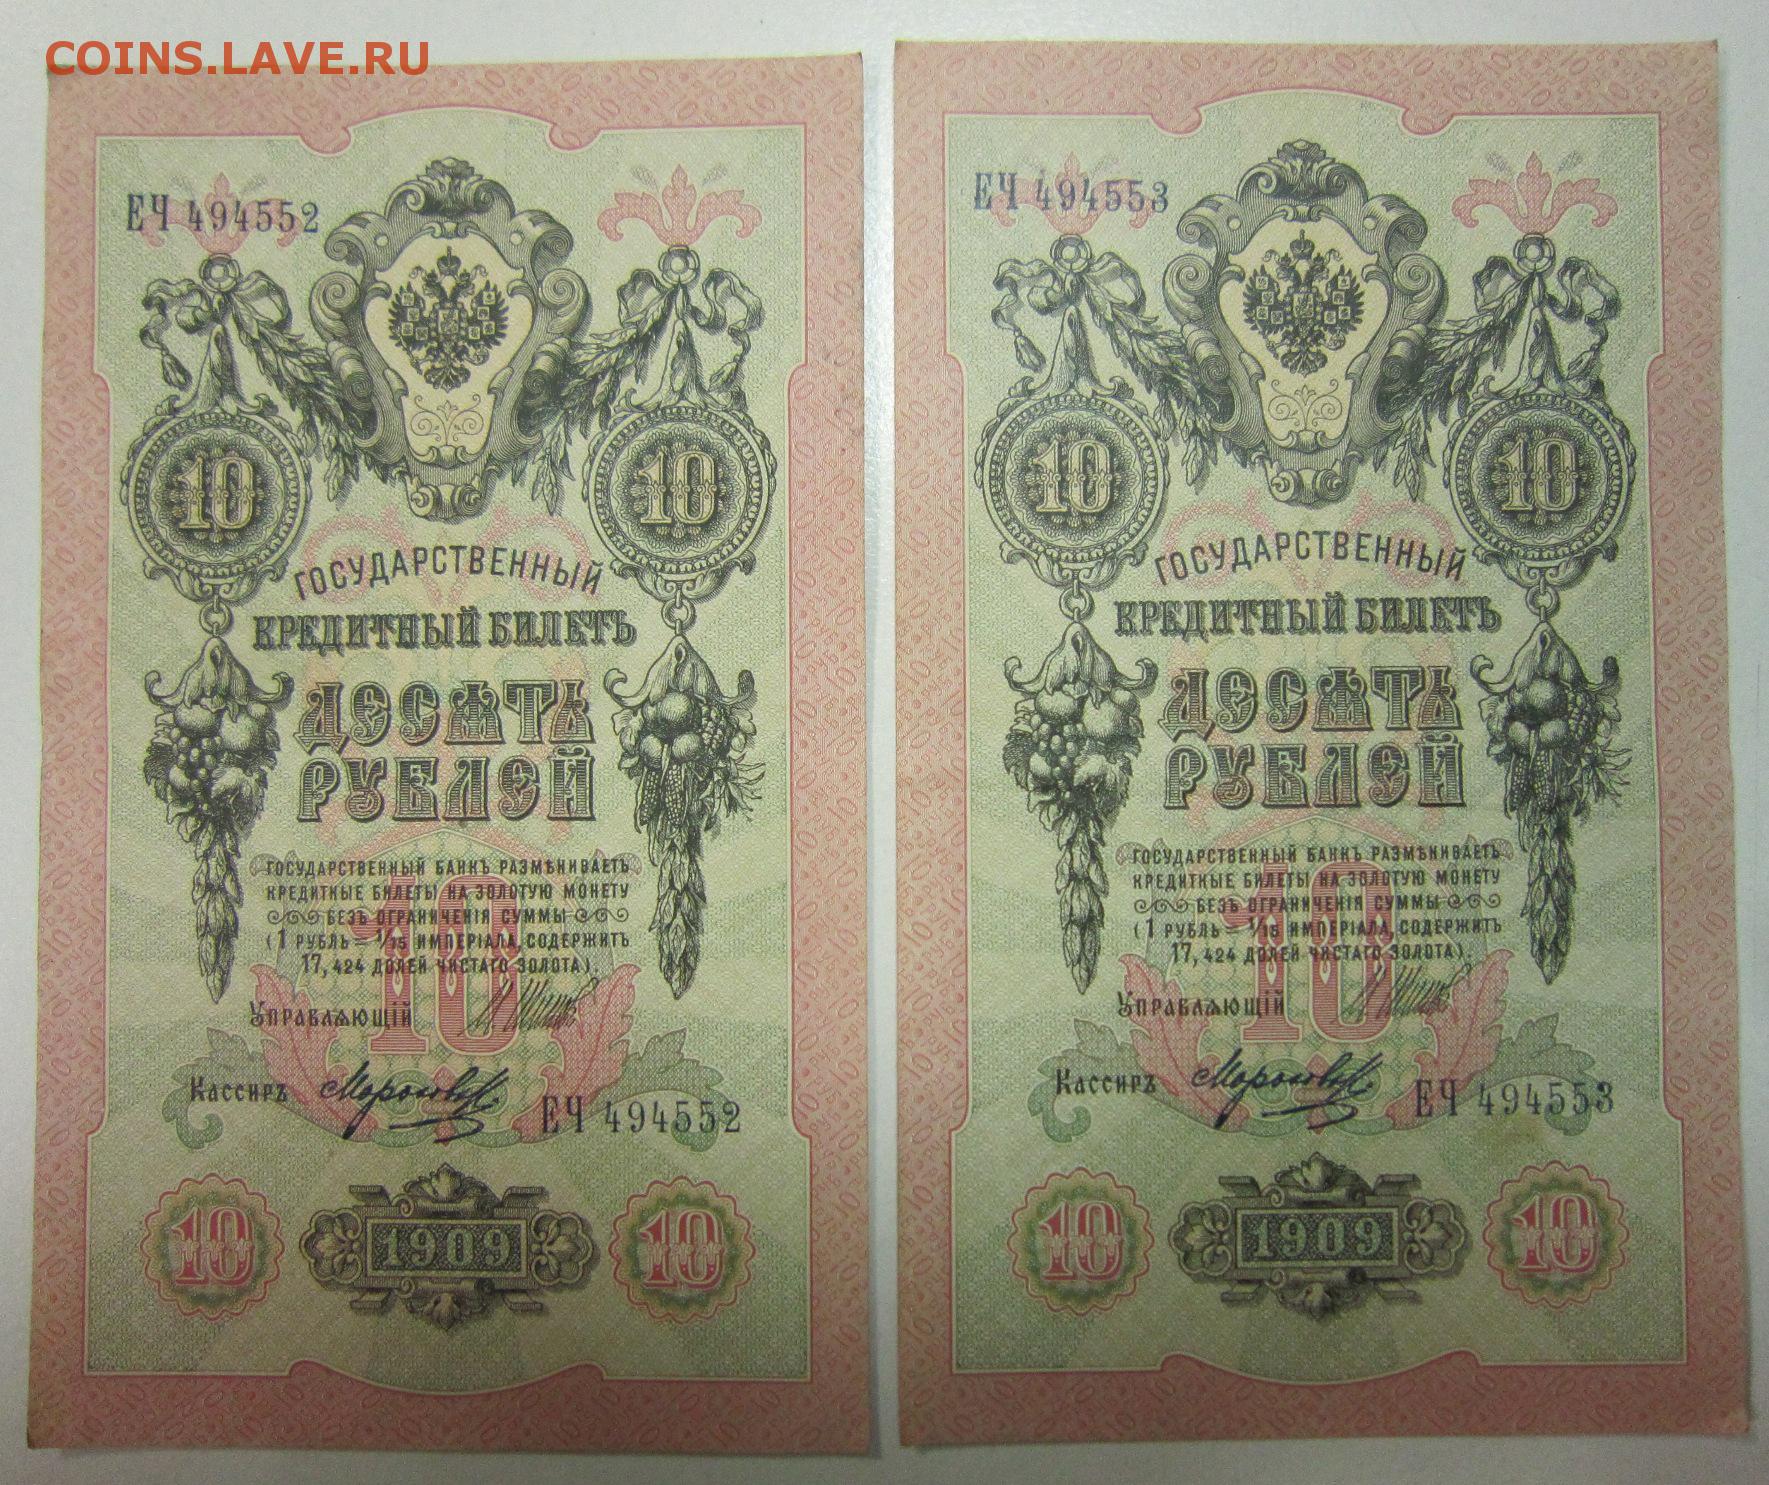 COINS.LAVE.RU
ЕЧ 494552
10 10
ГОСУДАРСТВЕННЫЙ
КРЕДИТНЫЙ БИЛЕТЪ
ДЕСѦТЬ
РУБЛЕЙ
ГОСУДАРСТВЕННЫЙ БАНКЪ РАЗМѢНИВАЕТЪ
КРЕДИТНЫЕ БИЛЕТЫ НА ЗОЛОТУЮ МОНЕТУ
БЕЗЪ ОГРАНИЧЕНІЯ СУММЫ
(1 РУБЛЬ = 1/15 ИМПЕРІАЛА, СОДЕРЖИТЪ
17,424 ДОЛЕЙ ЧИСТАГО ЗОЛОТА).
10
УПРАВЛѦЮЩІЙ
КАССИРЪ
ЕЧ 494552
10 1909 10
ЕЧ 494553
10 10
ГОСУДАРСТВЕННЫЙ
КРЕДИТНЫЙ БИЛЕТЪ
ДЕСѦТЬ
РУБЛЕЙ
ГОСУДАРСТВЕННЫЙ БАНКЪ РАЗМѢНИВАЕТЪ
КРЕДИТНЫЕ БИЛЕТЫ НА ЗОЛОТУЮ МОНЕТУ
БЕЗЪ ОГРАНИЧЕНІЯ СУММЫ
(1 РУБЛЬ = 1/15 ИМПЕРІАЛА, СОДЕРЖИТЪ
17,424 ДОЛЕЙ ЧИСТАГО ЗОЛОТА).
10
УПРАВЛѦЮЩІЙ
КАССИРЪ
ЕЧ 494553
10 1909 10